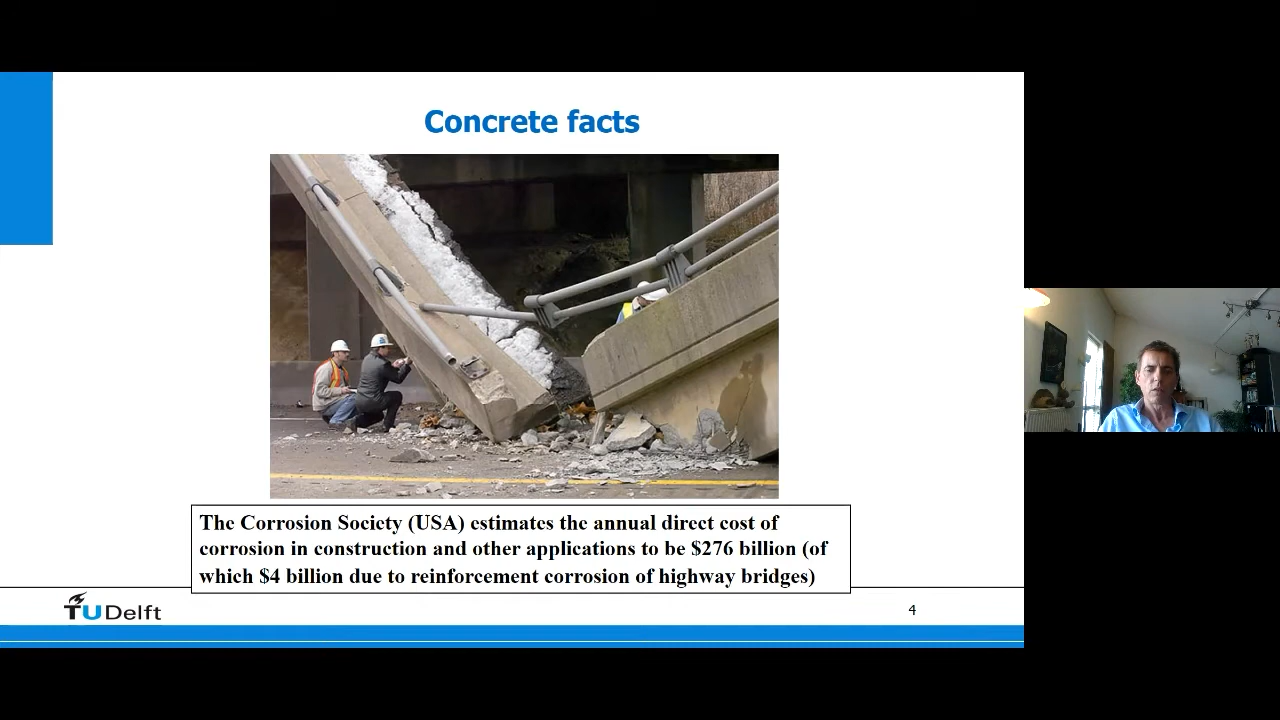 Concrete facts
The Corrosion Society (USA) estimates the annual direct cost of
corrosion in construction and other applications to be $276 billion (of
which $4 billion due to reinforcement corrosion of highway bridges)
TUDelft
4